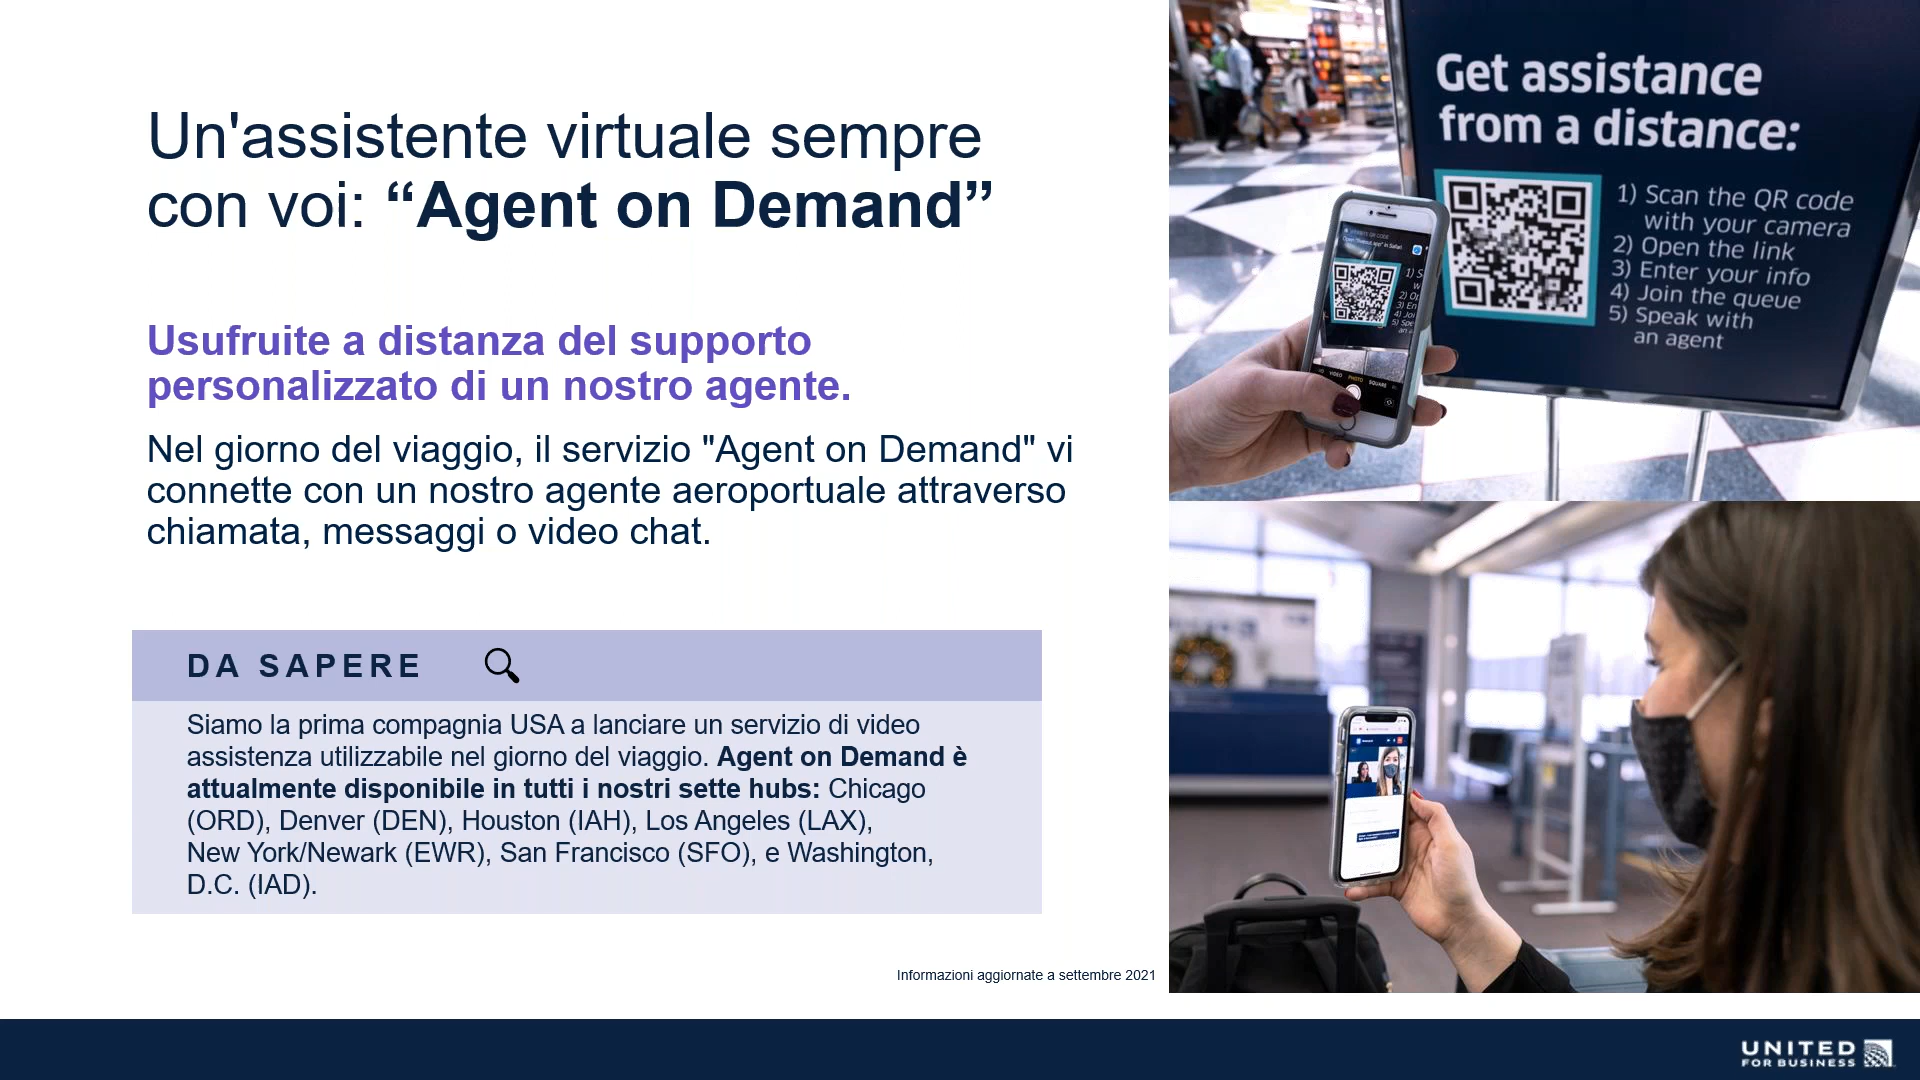 Un'assistente virtuale sempre
con voi: “Agent on Demand”
Usufruite a distanza del supporto
personalizzato di un nostro agente.
Nel giorno del viaggio, il servizio "Agent on Demand" vi
connette con un nostro agente aeroportuale attraverso
chiamata, messaggi o video chat.
DA SAPERE
Siamo la prima compagnia USA a lanciare un servizio di video
assistenza utilizzabile nel giorno del viaggio. Agent on Demand è
attualmente disponibile in tutti i nostri sette hubs: Chicago
(ORD), Denver (DEN), Houston (IAH), Los Angeles (LAX),
New York/Newark (EWR), San Francisco (SFO), e Washington,
D.C. (IAD).
Informazioni aggiornate a settembre 2021
Get assistance
from a distance:
1) Scan the QR code
with your camera
2) Open the link
3) Enter your info
4) Join the queue
5) Speak with
an agent
WEBSITE QR CODE
VIDEO PHOTO SQUARE
UNITED
FOR BUSINESS